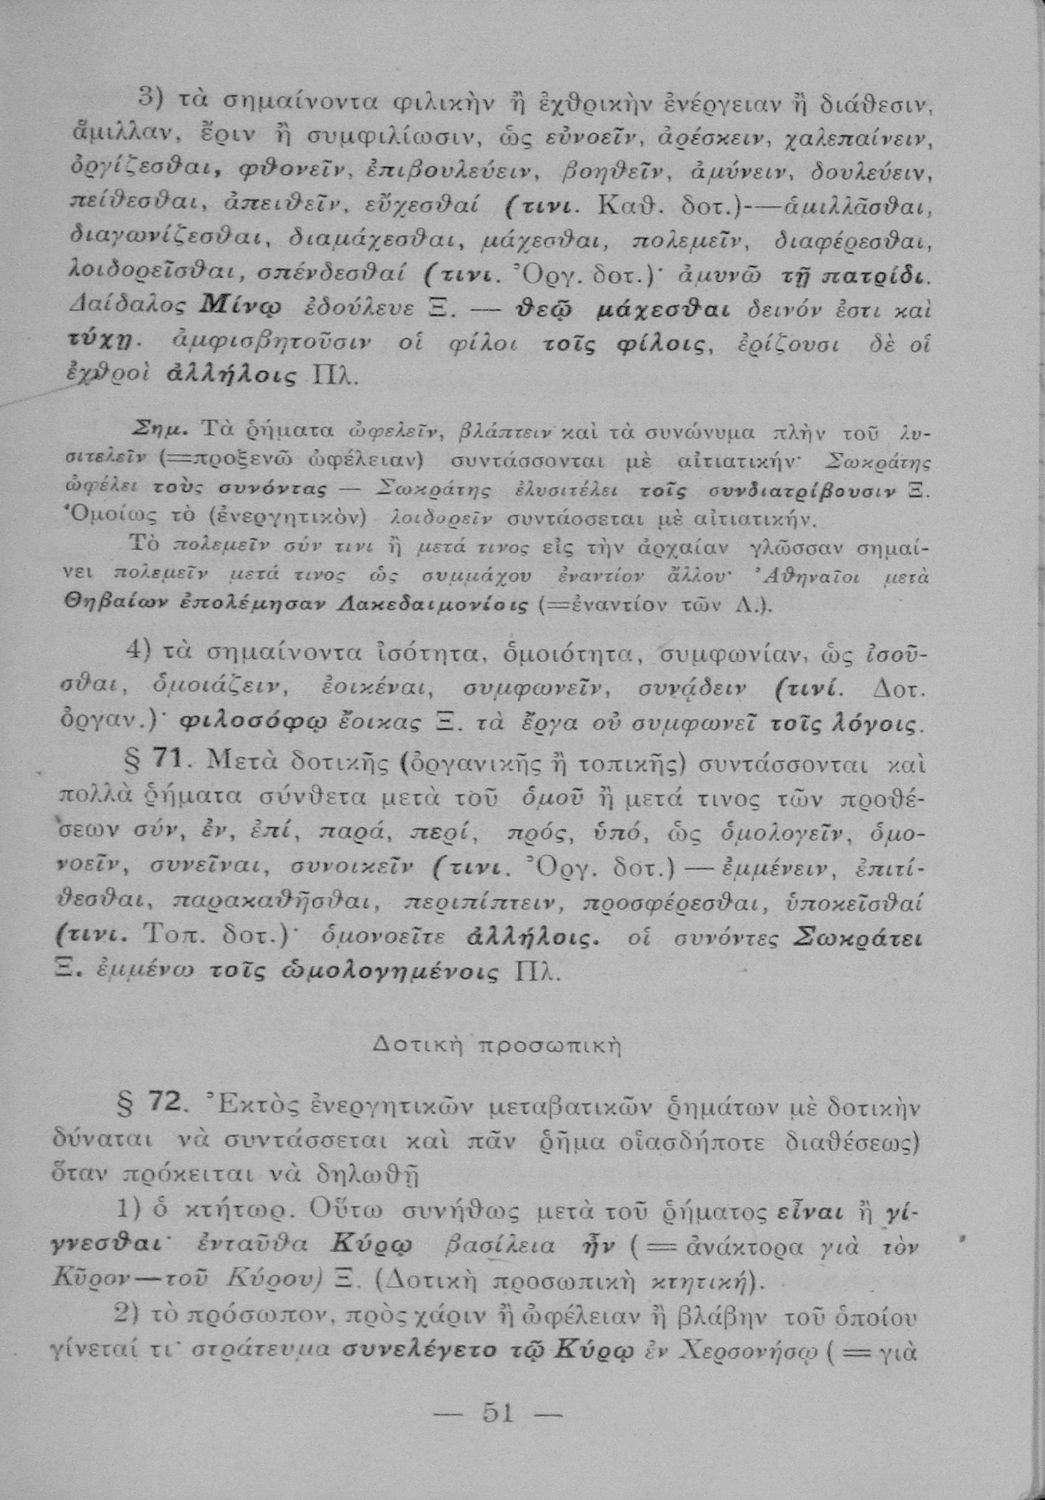 3) τὰ σημαίνοντα φιλικὴν ἢ ἐχθρικὴν ἐνέργειαν ἢ διάθεσιν,
ἅμιλλαν, ἔριν ἢ συμφιλίωσιν, ὡς εὐνοεῖν, ἀρέσκειν, χαλεπαίνειν,
ὀργίζεσθαι, φθονεῖν, ἐπιβουλεύειν, βοηθεῖν, ἀμύνειν, δουλεύειν,
πείθεσθαι, ἀπειθεῖν, εὔχεσθαί (τινι. Καθ. δοτ.)-—ἁμιλλᾶσθαι,
διαγωνίζεσθαι, διαμάχεσθαι, μάχεσθαι, πολεμεῖν, διαφέρεσθαι,
λοιδορεῖσθαι, σπένδεσθαί (τινι. Ὀργ. δοτ.)· ἀμυνῶ τῇ πατρίδι.
Δαίδαλος Μίνῳ ἐδούλευε Ξ. — θεῷ μάχεσθαι δεινόν ἐστι καὶ
τύχῃ. ἀμφισβητοῦσιν οἱ φίλοι τοῖς φίλοις, ἐρίζουσι δὲ οἱ
ἐχθροὶ ἀλλήλοις Πλ.
Σημ. Τὰ ῥήματα ὠφελεῖν, βλάπτειν καὶ τὰ συνώνυμα πλὴν τοῦ λυ-
σιτελεῖν (=προξενῶ ὠφέλειαν) συντάσσονται μὲ αἰτιατικήν· Σωκράτης
ὠφέλει τοὺς συνόντας — Σωκράτης ἐλυσιτέλει τοῖς συνδιατρίβουσιν Ξ.
Ὁμοίως τὸ (ἐνεργητικὸν) λοιδορεῖν συντάσσεται μὲ αἰτιατικήν.
Τὸ πολεμεῖν σύν τινι ἢ μετά τινος εἰς τὴν ἀρχαίαν γλῶσσαν σημαί-
νει πολεμεῖν μετά τινος ὡς συμμάχου ἐναντίον ἄλλου· Ἀθηναῖοι μετὰ
Θηβαίων ἐπολέμησαν Λακεδαιμονίοις (=ἐναντίον τῶν Λ.).
4) τὰ σημαίνοντα ἰσότητα, ὁμοιότητα, συμφωνίαν, ὡς ἰσοῦ-
σθαι, ὁμοιάζειν, ἐοικέναι, συμφωνεῖν, συνᾴδειν (τινί. Δοτ.
ὀργαν.)· φιλοσόφῳ ἔοικας Ξ. τὰ ἔργα οὐ συμφωνεῖ τοῖς λόγοις.
§ 71. Μετὰ δοτικῆς (ὀργανικῆς ἢ τοπικῆς) συντάσσονται καὶ
πολλὰ ῥήματα σύνθετα μετὰ τοῦ ὁμοῦ ἢ μετά τινος τῶν προθέ-
σεων σύν, ἐν, ἐπί, παρά, περί, πρός, ὑπό, ὡς ὁμολογεῖν, ὁμο-
νοεῖν, συνεῖναι, συνοικεῖν (τινι. Ὀργ. δοτ.) — ἐμμένειν, ἐπιτί-
θεσθαι, παρακαθῆσθαι, περιπίπτειν, προσφέρεσθαι, ὑποκεῖσθαί
(τινι. Τοπ. δοτ.)· ὁμονοεῖτε ἀλλήλοις. οἱ συνόντες Σωκράτει
Ξ. ἐμμένω τοῖς ὡμολογημένοις Πλ.
Δοτικὴ προσωπικὴ
§ 72. Ἐκτὸς ἐνεργητικῶν μεταβατικῶν ῥημάτων μὲ δοτικὴν
δύναται νὰ συντάσσεται καὶ πᾶν ῥῆμα οἱασδήποτε διαθέσεως)
ὅταν πρόκειται νὰ δηλωθῇ
1) ὁ κτήτωρ. Οὕτω συνήθως μετὰ τοῦ ῥήματος εἶναι ἢ γί-
γνεσθαι· ἐνταῦθα Κύρῳ βασίλεια ἦν (= ἀνάκτορα γιὰ τὸν
Κῦρον—τοῦ Κύρου) Ξ. (Δοτικὴ προσωπικὴ κτητική).
2) τὸ πρόσωπον, πρὸς χάριν ἢ ὠφέλειαν ἢ βλάβην τοῦ ὁποίου
γίνεταί τι· στράτευμα συνελέγετο τῷ Κύρῳ ἐν Χερσονήσῳ (= γιὰ
— 51 —